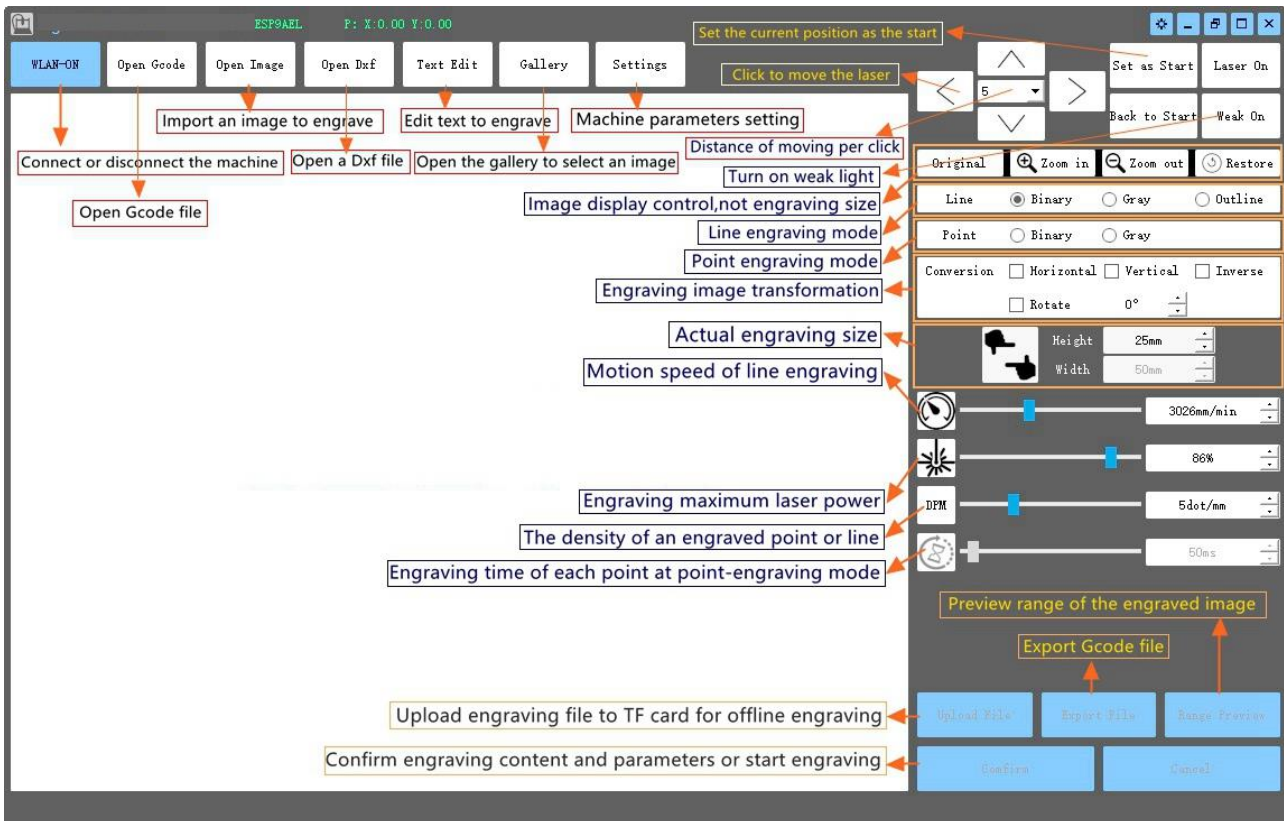 ESP9AEL P: X:0.00 Y:0.00
Set the current position as the start
WLAN-ON Open Gcode Open Image Open Dxf Text Edit Gallery Settings
Click to move the laser
5
Set as Start Laser On
Import an image to engrave Edit text to engrave Machine parameters setting
Back to Start Weak On
Distance of moving per click
Connect or disconnect the machine Open a Dxf file Open the gallery to select an image
Original Zoom in Zoom out Restore
Turn on weak light
Open Gcode file
Image display control,not engraving size
Line Binary Gray Outline
Line engraving mode
Point Binary Gray
Point engraving mode
Conversion Horizontal Vertical Inverse
Engraving image transformation
Rotate 0°
Actual engraving size
Height 25mm
Width 50mm
Motion speed of line engraving
3026mm/min
86%
Engraving maximum laser power
DPM 5dot/mm
The density of an engraved point or line
50ms
Engraving time of each point at point-engraving mode
Preview range of the engraved image
Export Gcode file
Upload engraving file to TF card for offline engraving
Upload File Export File Range Preview
Confirm engraving content and parameters or start engraving
Confirm Cancel